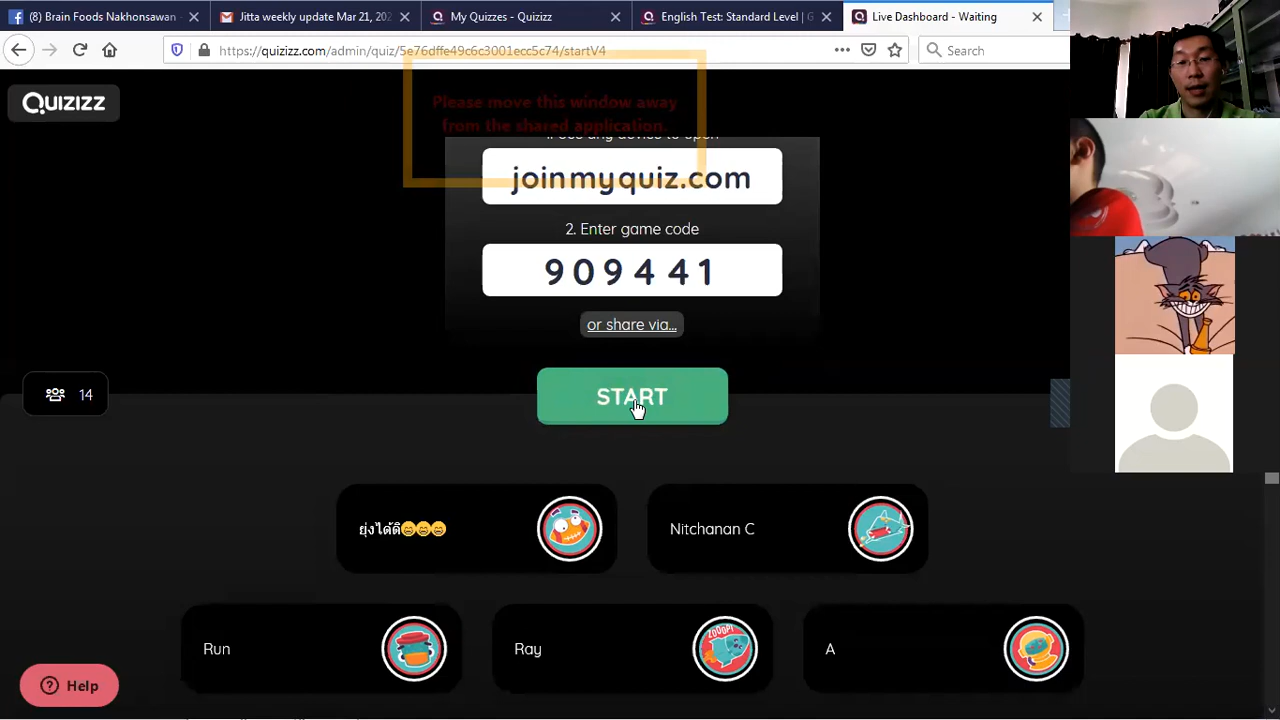 (8) Brain Foods Nakhonsawan
Jitta weekly update Mar 21, 202
My Quizzes - Quizizz
English Test: Standard Level | G
Live Dashboard - Waiting
https://quizizz.com/admin/quiz/5e76dffe49c6c3001ecc5c74/startV4
Search
Quizizz
Please move this window away
from the shared application.
joinmyquiz.com
2. Enter game code
909441
or share via...
14
START
ยุ่งได้ดิ😄😄😄
Nitchanan C
Run
Ray
ZOOOP!
A
Help